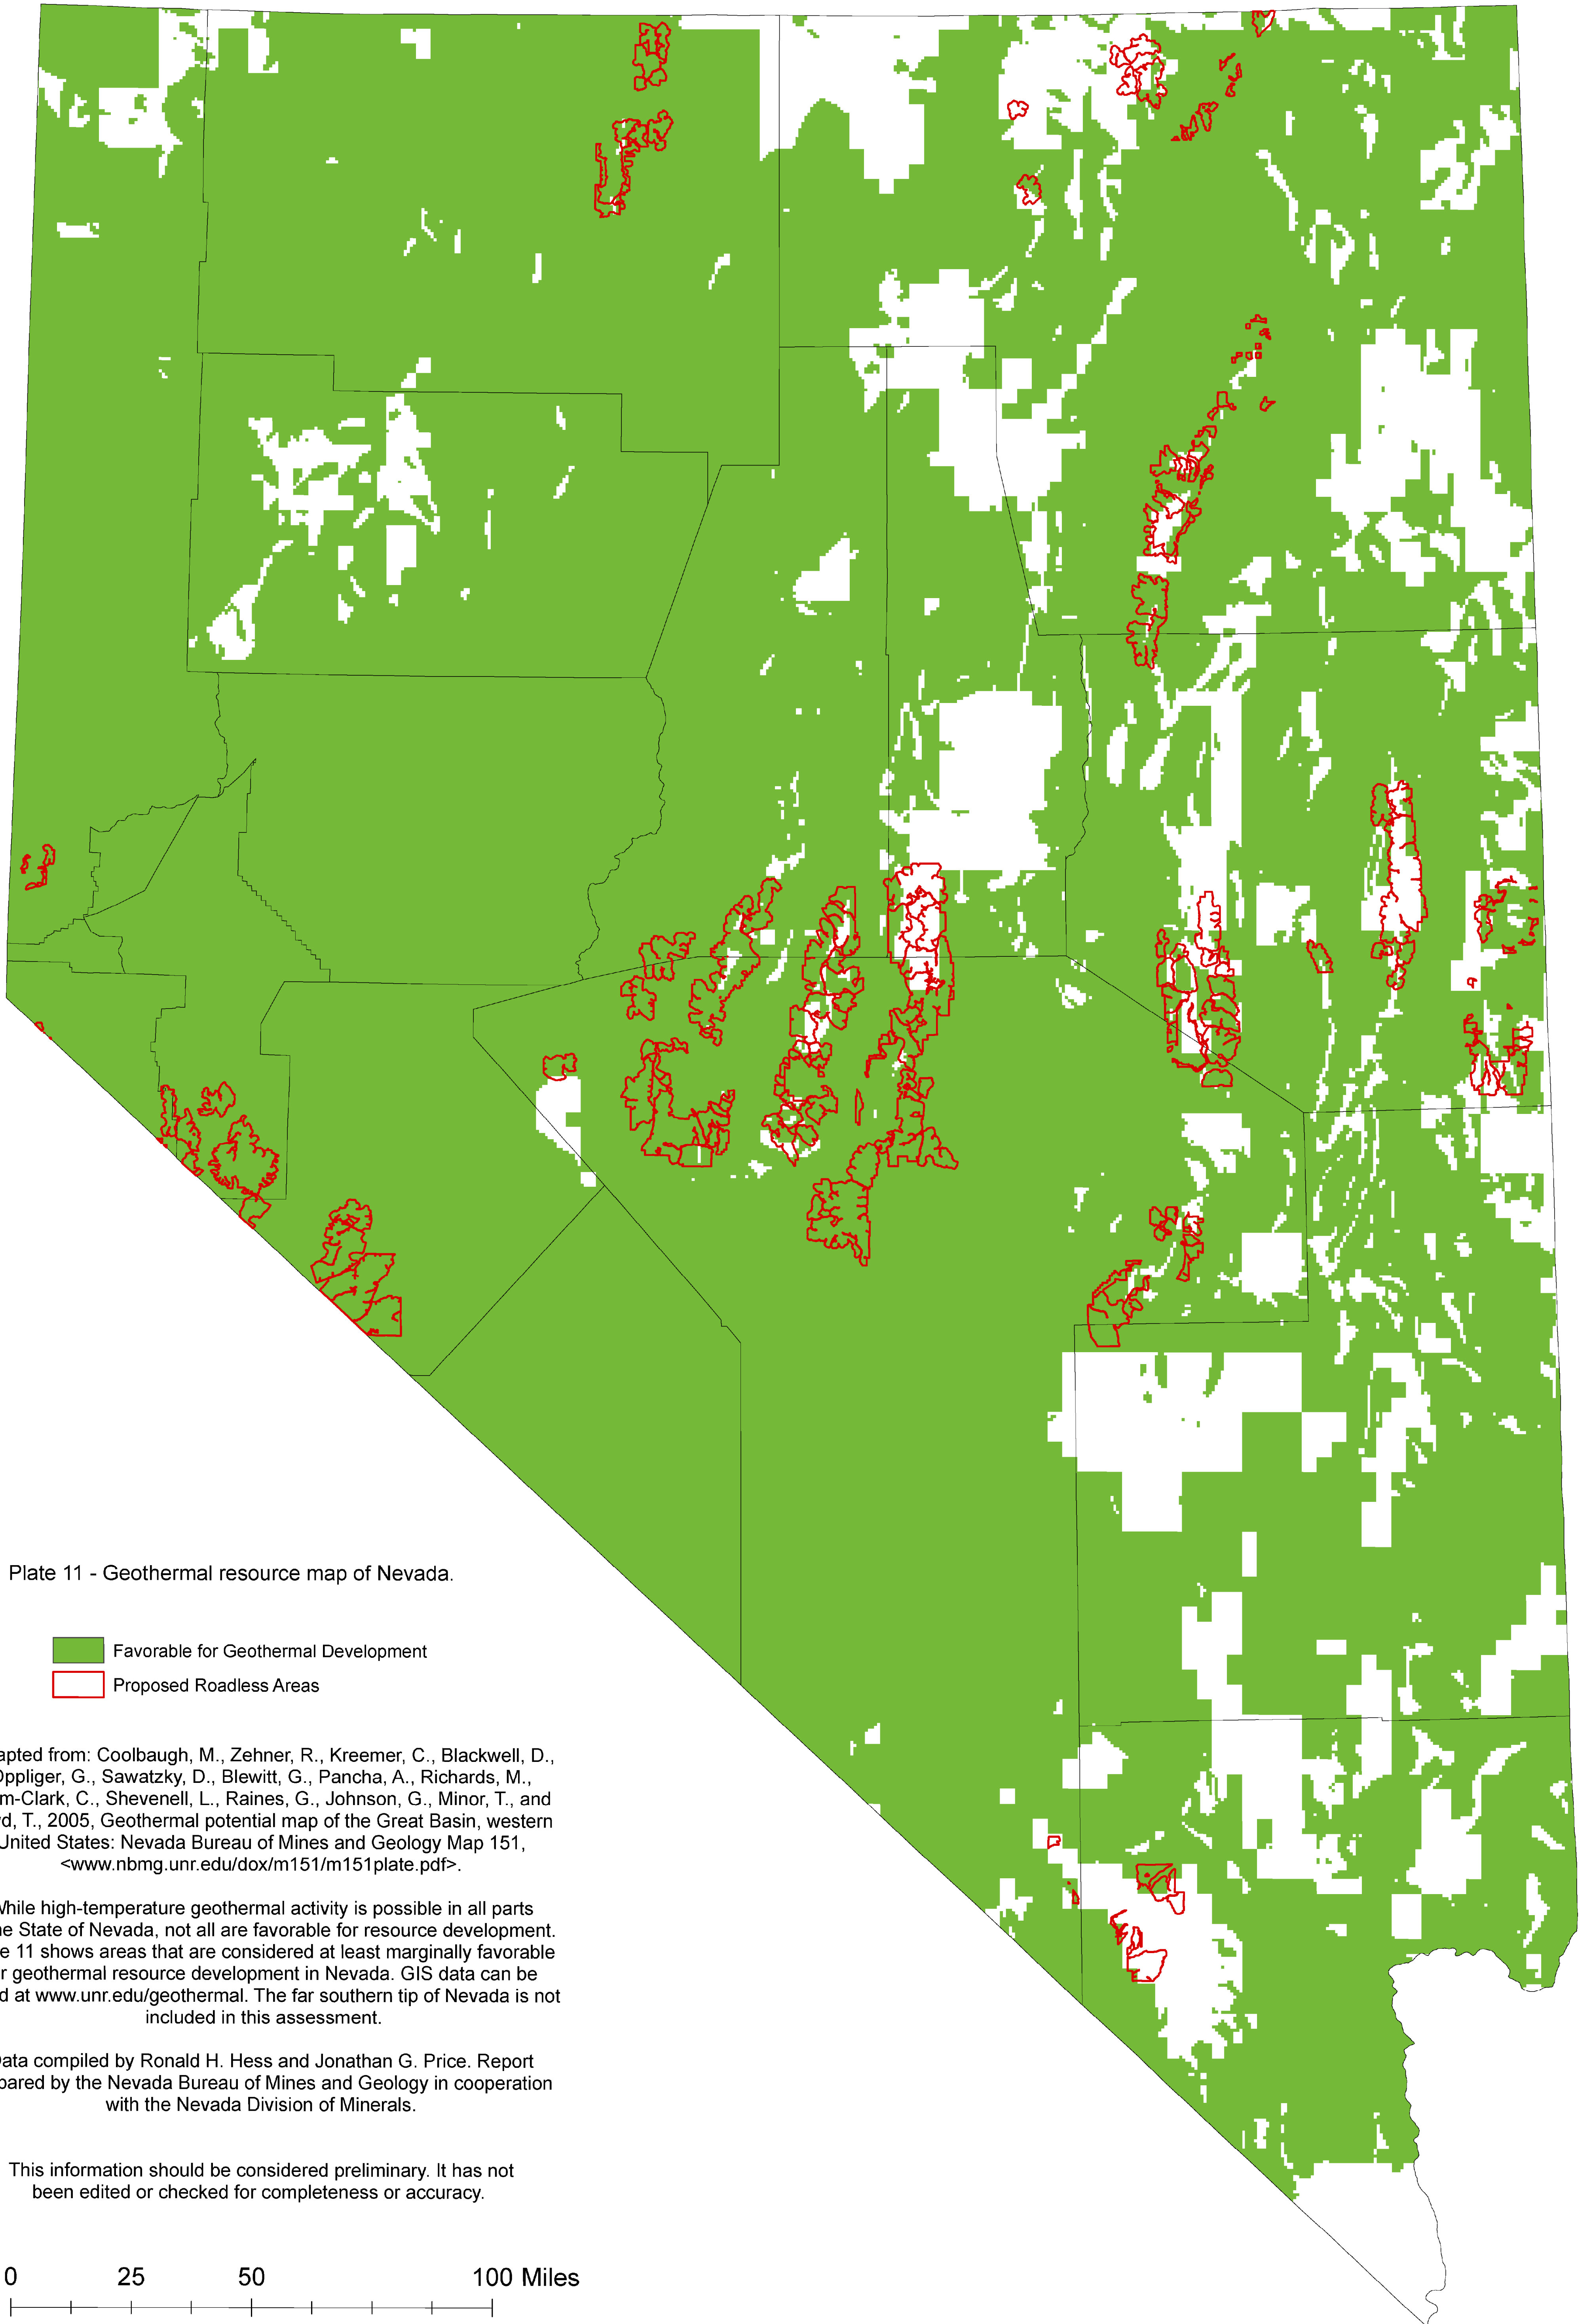 Plate 11 - Geothermal resource map of Nevada.
Favorable for Geothermal Development
Proposed Roadless Areas
apted from: Coolbaugh, M., Zehner, R., Kreemer, C., Blackwell, D.,
Oppliger, G., Sawatzky, D., Blewitt, G., Pancha, A., Richards, M.,
m-Clark, C., Shevenell, L., Raines, G., Johnson, G., Minor, T., and
d, T., 2005, Geothermal potential map of the Great Basin, western
United States: Nevada Bureau of Mines and Geology Map 151,
<www.nbmg.unr.edu/dox/m151/m151plate.pdf>.
While high-temperature geothermal activity is possible in all parts
he State of Nevada, not all are favorable for resource development.
e 11 shows areas that are considered at least marginally favorable
r geothermal resource development in Nevada. GIS data can be
d at www.unr.edu/geothermal. The far southern tip of Nevada is not
included in this assessment.
ata compiled by Ronald H. Hess and Jonathan G. Price. Report
pared by the Nevada Bureau of Mines and Geology in cooperation
with the Nevada Division of Minerals.
This information should be considered preliminary. It has not
been edited or checked for completeness or accuracy.
0 25 50 100 Miles